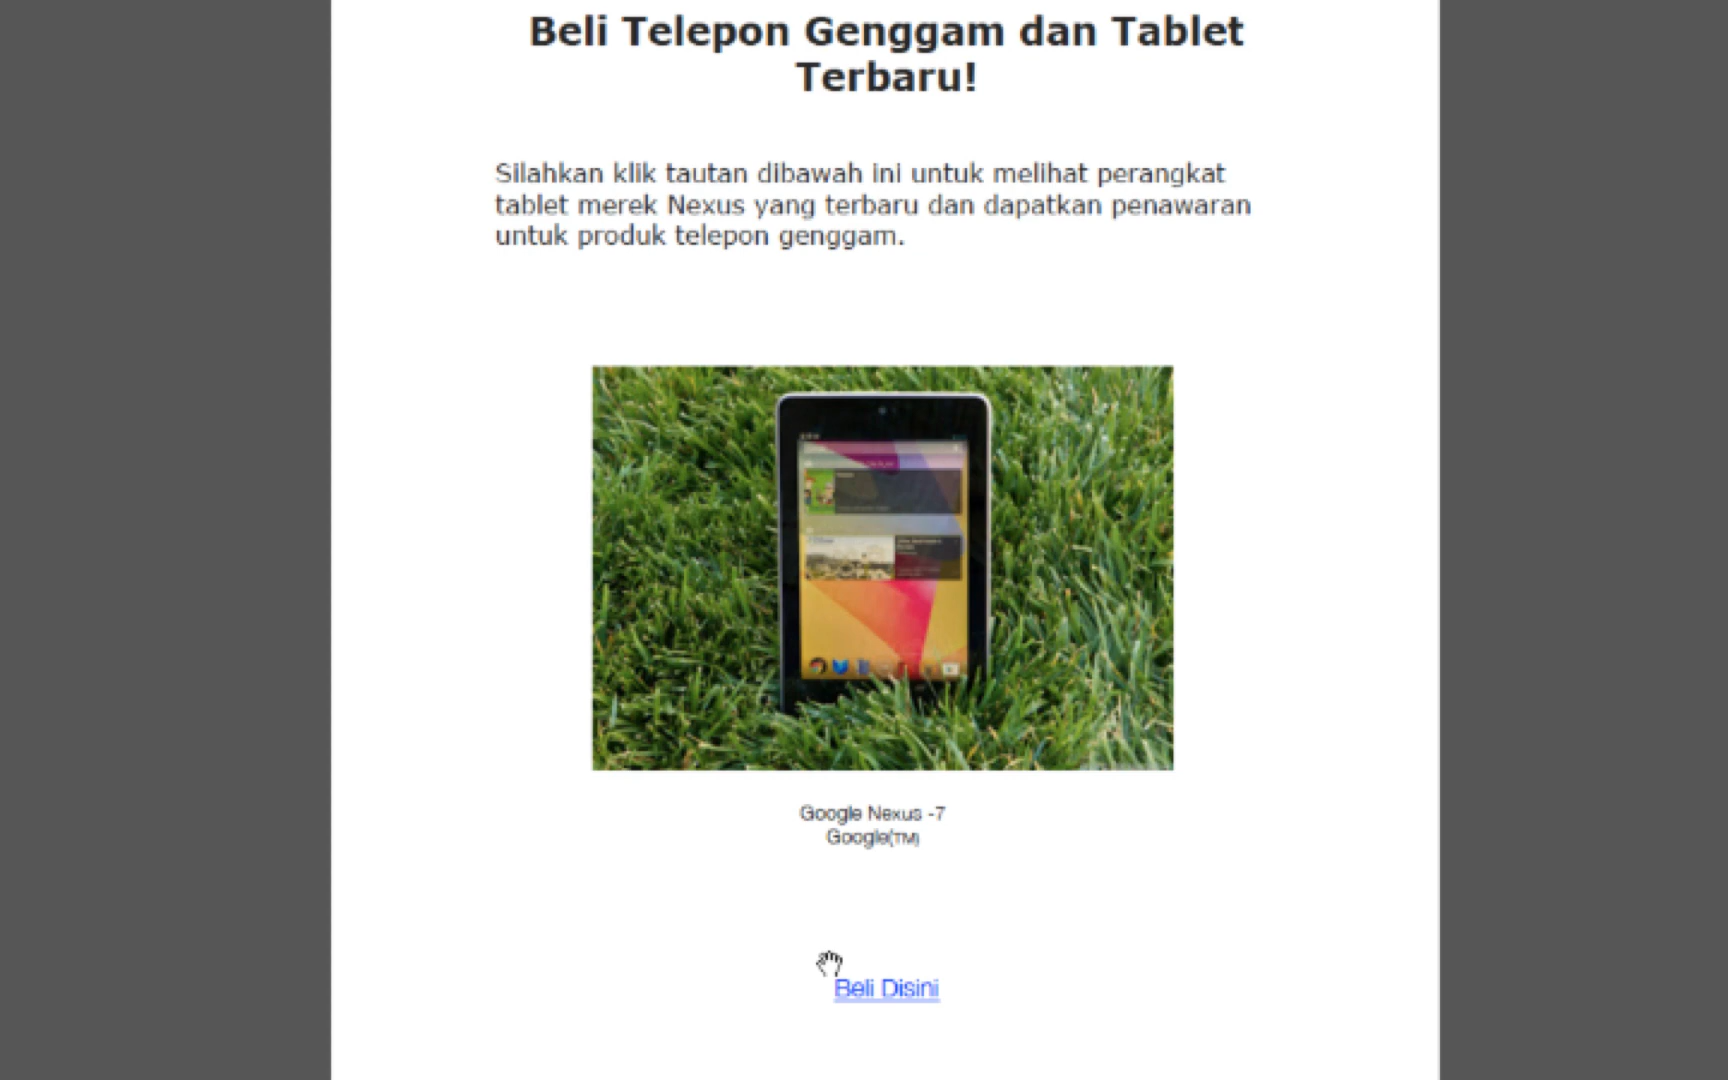 Beli Telepon Genggam dan Tablet
Terbaru!
Silahkan klik tautan dibawah ini untuk melihat perangkat
tablet merek Nexus yang terbaru dan dapatkan penawaran
untuk produk telepon genggam.
Google Nexus -7
Google(TM)
Beli Disini